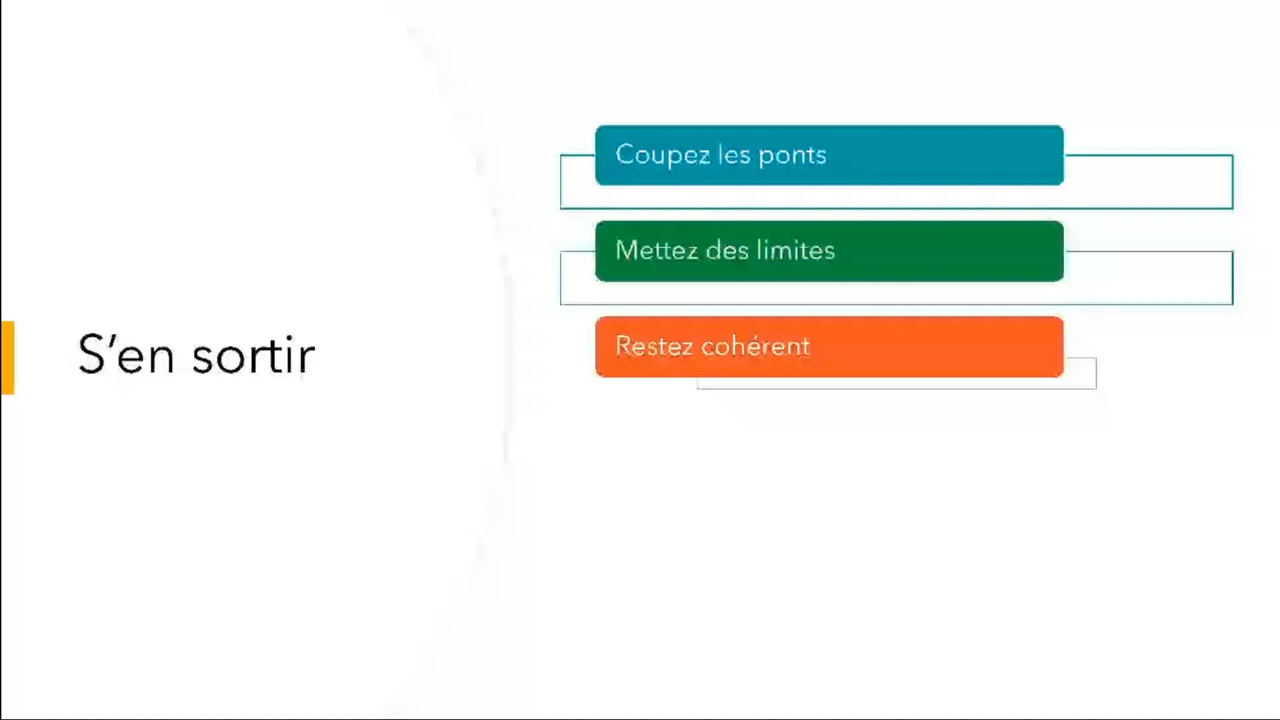 S'en sortir
Coupez les ponts
Mettez des limites
Restez cohérent